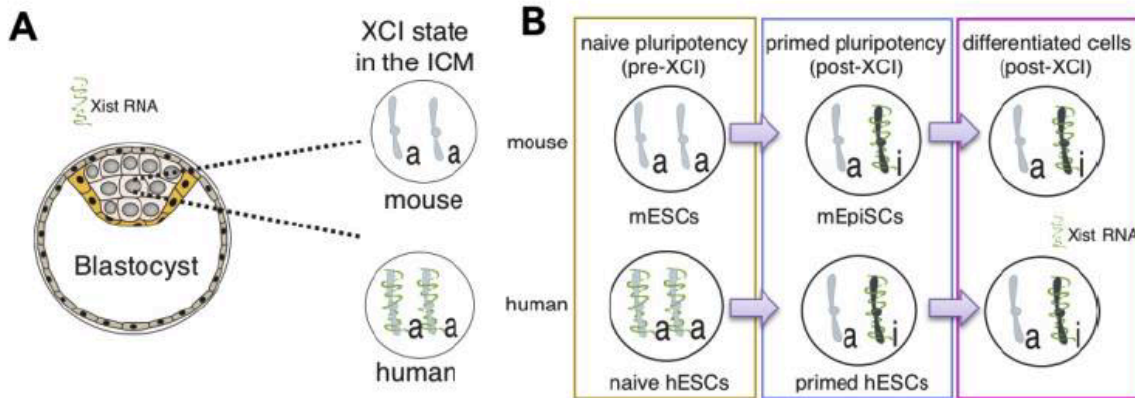 A
XCI state
in the ICM
Xist RNA
a a
mouse
Blastocyst
a a
human
B
naive pluripotency
(pre-XCI)
primed pluripotency
(post-XCI)
differentiated cells
(post-XCI)
mouse
a a
mESCs
a i
mEpiSCs
a i
Xist RNA
human
a a
naive hESCs
a i
primed hESCs
a i